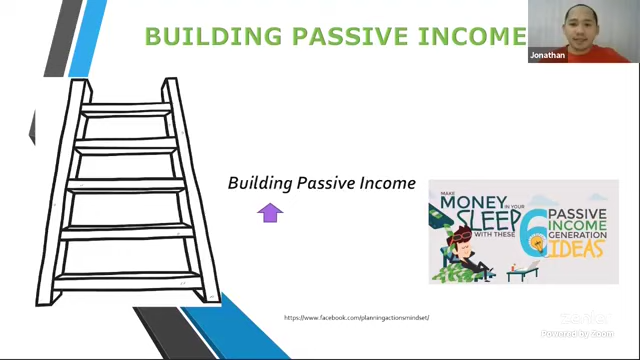 BUILDING PASSIVE INCOME
Jonathan
Building Passive Income
MAKE
MONEY IN YOUR
SLEEP
WITH THESE
6 PASSIVE
INCOME
GENERATION
IDEAS
https://www.facebook.com/planningactionsmindset/
zoom
Powered by Zoom